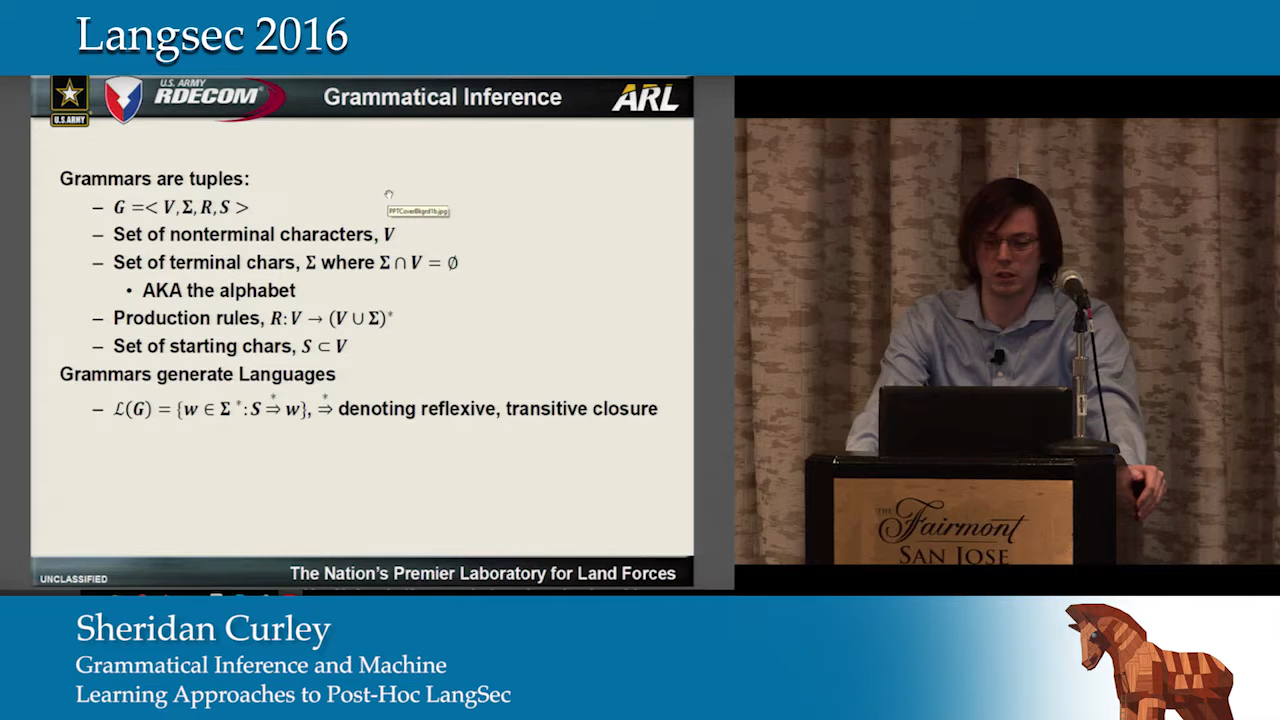 Langsec 2016
U.S. ARMY
U.S. ARMY
RDECOM
Grammatical Inference
ARL
Grammars are tuples:
– G =< V, Σ, R, S >
PPTCoverBkgrd1b.jpg
– Set of nonterminal characters, V
– Set of terminal chars, Σ where Σ ∩ V = ∅
• AKA the alphabet
– Production rules, R: V → (V ∪ Σ)*
– Set of starting chars, S ⊂ V
Grammars generate Languages
– ℒ(G) = {w ∈ Σ*: S ⇒* w}, ⇒* denoting reflexive, transitive closure
UNCLASSIFIED
The Nation's Premier Laboratory for Land Forces
THE
Fairmont
SAN JOSE
Sheridan Curley
Grammatical Inference and Machine
Learning Approaches to Post-Hoc LangSec